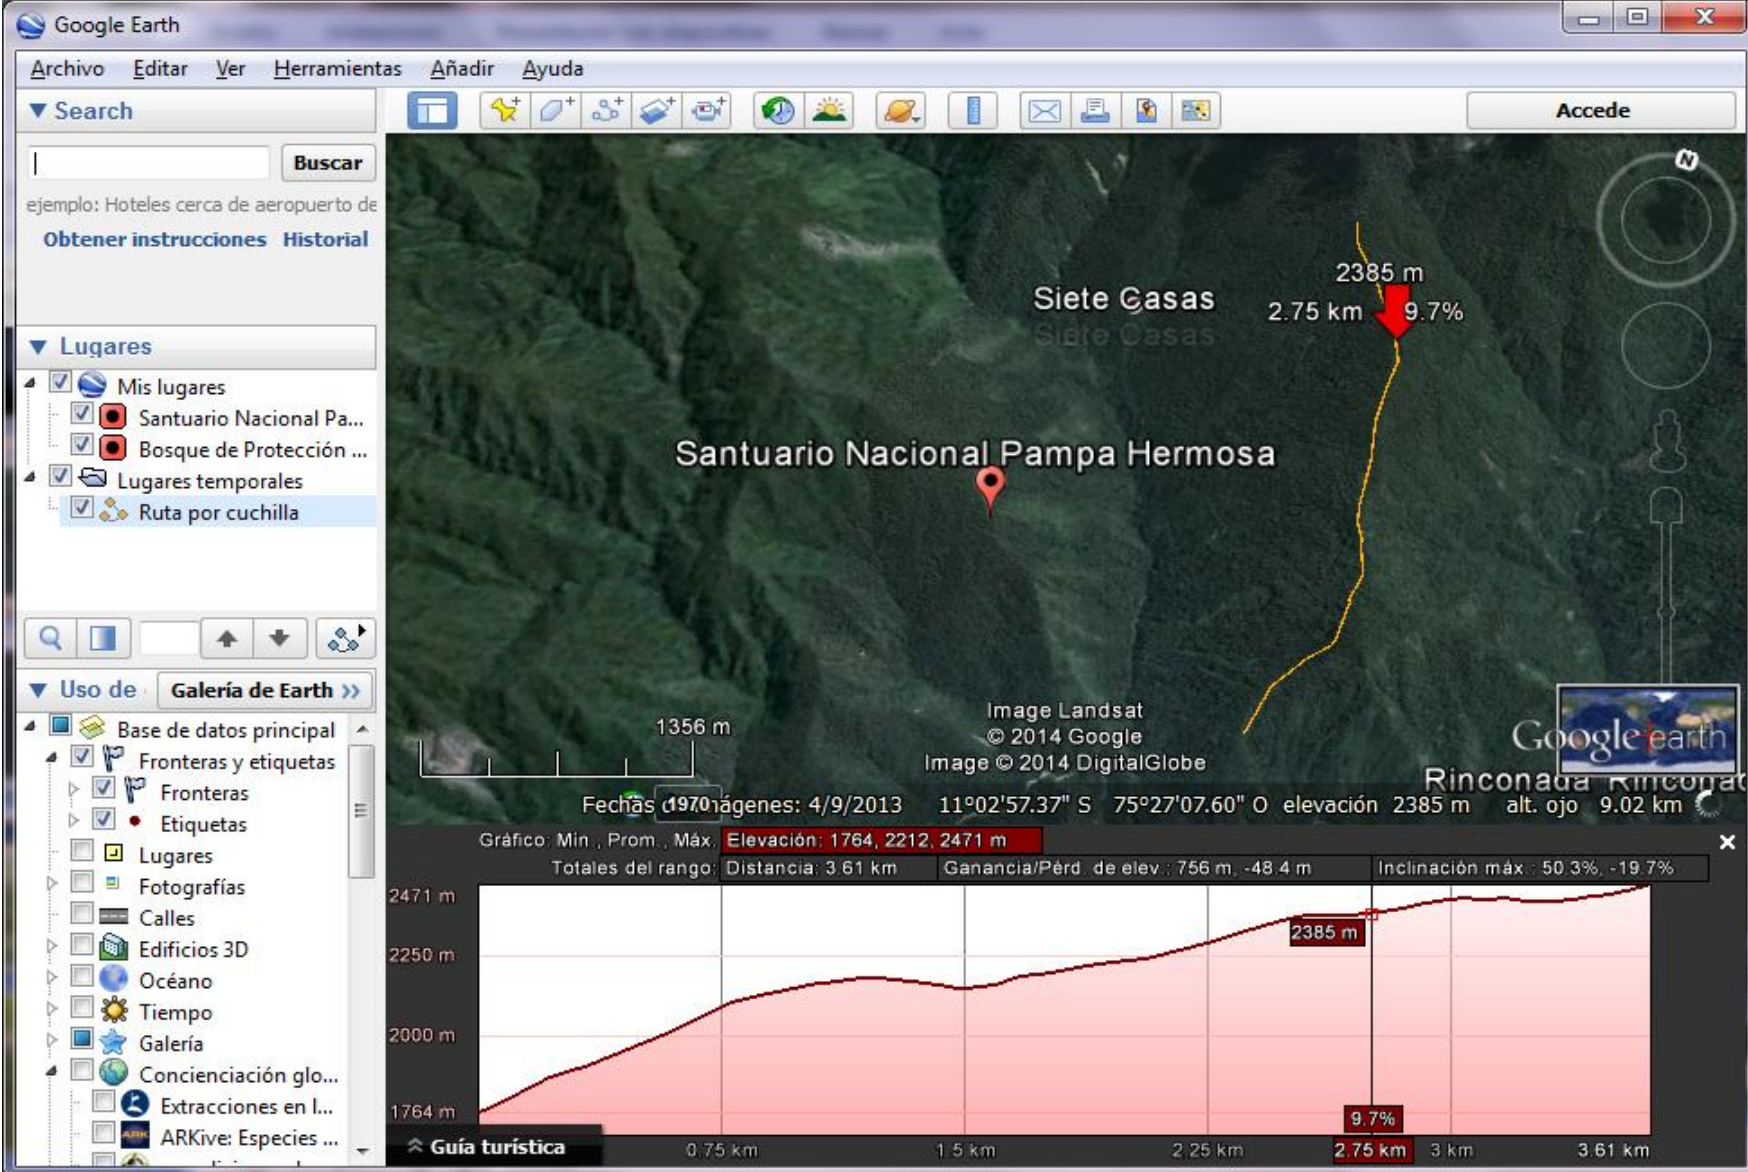 Google Earth
Archivo Editar Ver Herramientas Añadir Ayuda
Search
Buscar
ejemplo: Hoteles cerca de aeropuerto de
Obtener instrucciones Historial
Lugares
Mis lugares
Santuario Nacional Pa...
Bosque de Protección ...
Lugares temporales
Ruta por cuchilla
Uso de
Galería de Earth >>
Base de datos principal
Fronteras y etiquetas
Fronteras
Etiquetas
Lugares
Fotografías
Calles
Edificios 3D
Océano
Tiempo
Galería
Concienciación glo...
Extracciones en l...
ARKive: Especies ...
Accede
N
2385 m
Siete Casas
2.75 km 9.7%
Santuario Nacional Pampa Hermosa
1356 m
Image Landsat
© 2014 Google
Image © 2014 DigitalGlobe
Google earth
Rinconada
Fechas 1970 ágenes: 4/9/2013 11°02'57.37" S 75°27'07.60" O elevación 2385 m alt. ojo 9.02 km
Gráfico: Mín., Prom., Máx. Elevación: 1764, 2212, 2471 m
Totales del rango: Distancia: 3.61 km Ganancia/Pérd. de elev.: 756 m, -48.4 m Inclinación máx.: 50.3%, -19.7%
2471 m
2385 m
2250 m
2000 m
1764 m
9.7%
Guía turística
0.75 km 1.5 km 2.25 km 2.75 km 3 km 3.61 km